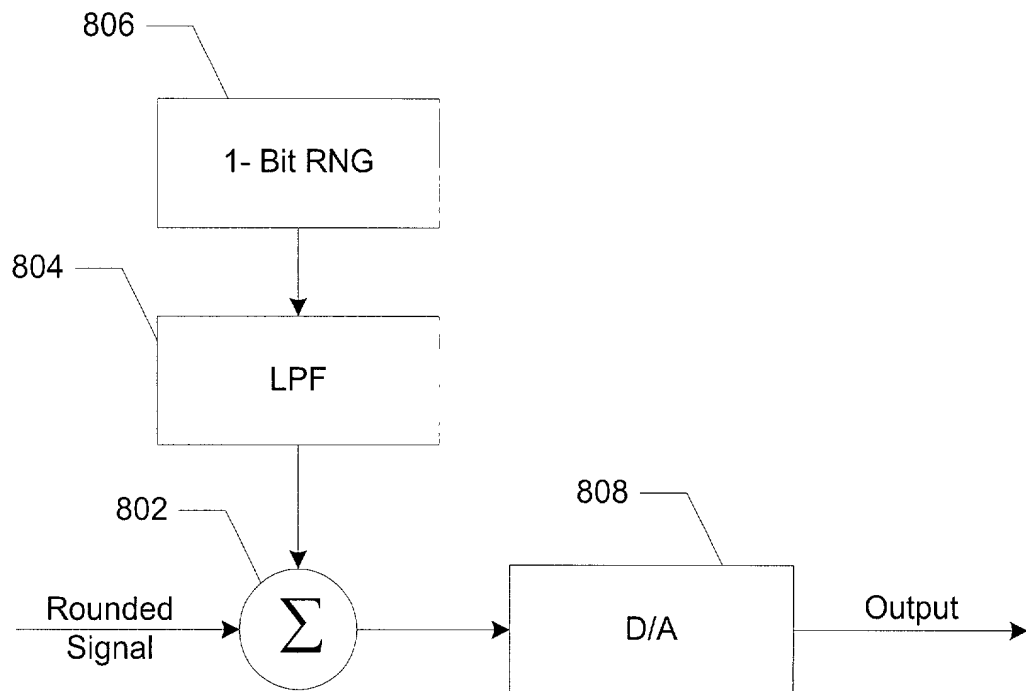 806
1- Bit RNG
804
LPF
802
808
Rounded
Signal
Σ
D/A
Output